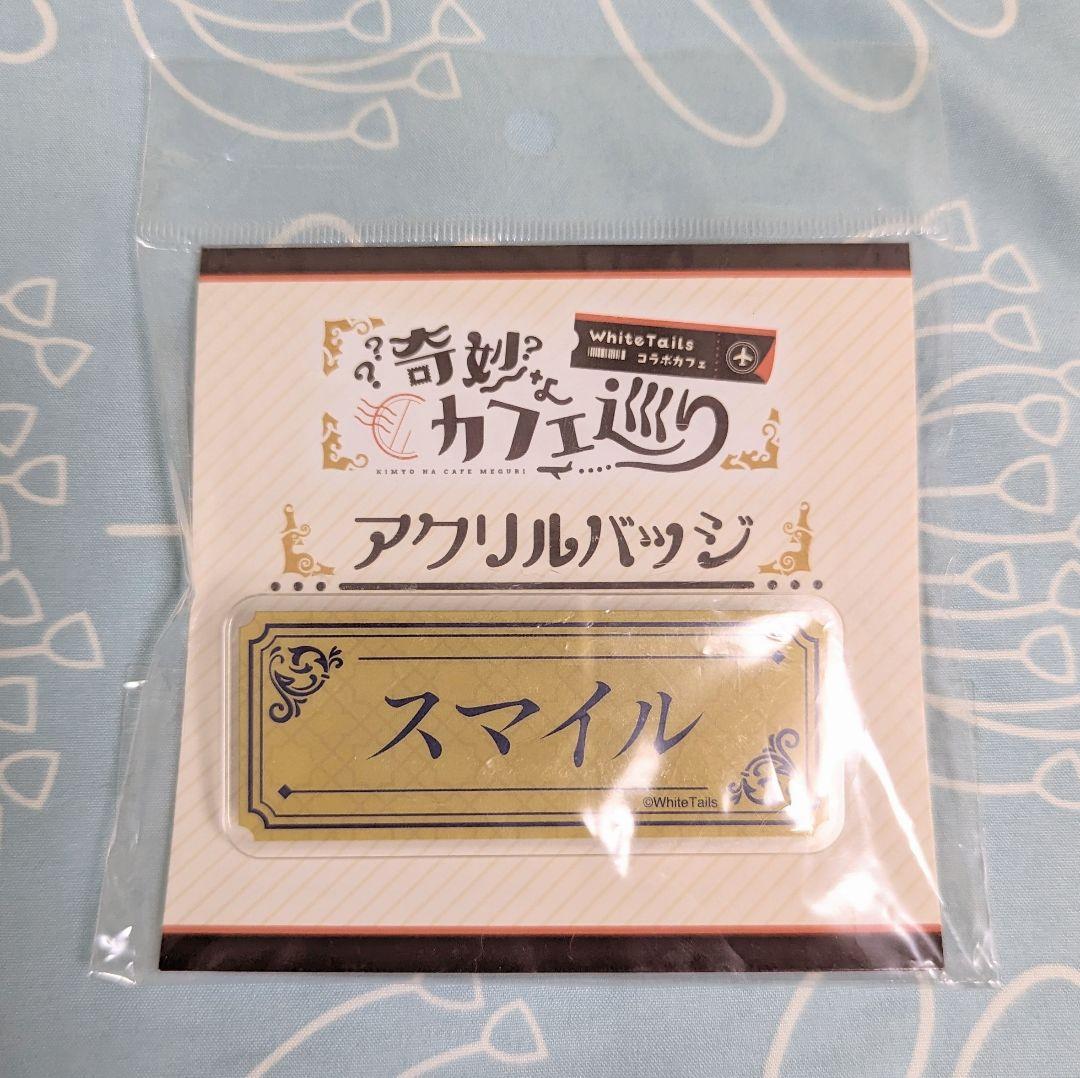 ??奇妙?な
WhiteTails
コラボカフェ
カフェ巡り
KIMYO NA CAFE MEGURI
アクリルバッジ
スマイル
©WhiteTails